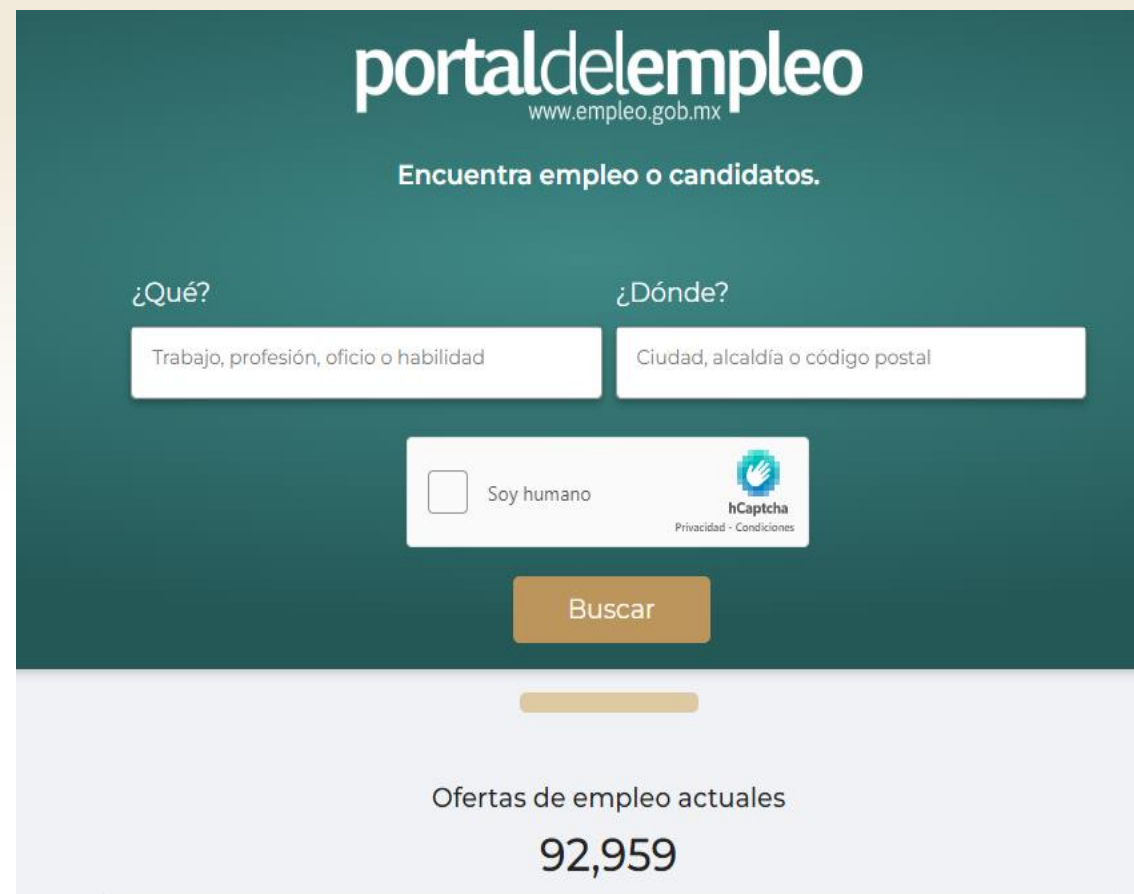 portaldelempleo
www.empleo.gob.mx
Encuentra empleo o candidatos.
¿Qué?
¿Dónde?
Trabajo, profesión, oficio o habilidad
Ciudad, alcaldía o código postal
Soy humano
hCaptcha
Privacidad - Condiciones
Buscar
Ofertas de empleo actuales
92,959